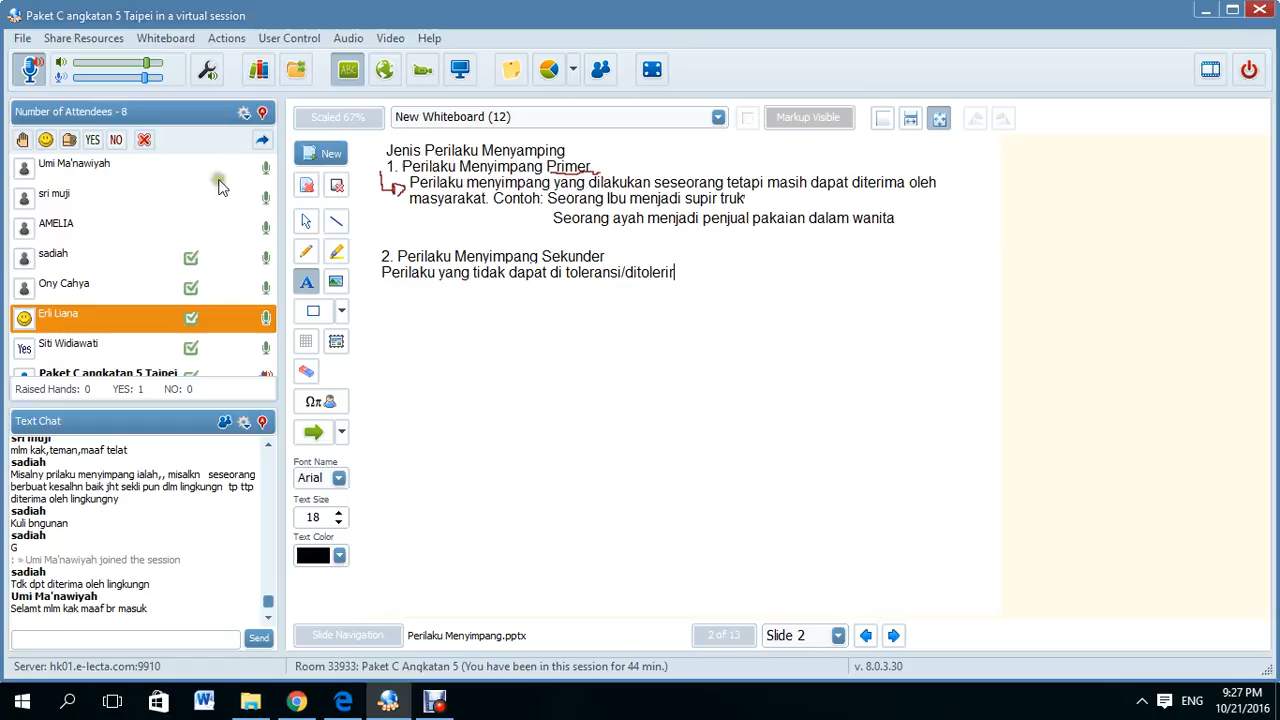 Paket C angkatan 5 Taipei in a virtual session
File Share Resources Whiteboard Actions User Control Audio Video Help
Number of Attendees - 8
YES NO
Umi Ma'nawiyah
sri muji
AMELIA
sadiah
Ony Cahya
Erli Liana
Yes Siti Widiawati
Paket C angkatan 5 Taipei
Raised Hands: 0 YES: 1 NO: 0
Text Chat
sri muji
mlm kak,teman,maaf telat
sadiah
Misalny prilaku menyimpang ialah,, misalkn seseorang
berbuat kesalhn baik jht sekli pun dlm lingkungn tp ttp
diterima oleh lingkungny
sadiah
Kuli bngunan
sadiah
G
: » Umi Ma'nawiyah joined the session
sadiah
Tdk dpt diterima oleh lingkungn
Umi Ma'nawiyah
Selamt mlm kak maaf br masuk
Send
Scaled 67%
New Whiteboard (12)
Markup Visible
New
ABC
A
Ωπ
Font Name
Arial
Text Size
18
Text Color
Jenis Perilaku Menyamping
1. Perilaku Menyimpang Primer
Perilaku menyimpang yang dilakukan seseorang tetapi masih dapat diterima oleh
masyarakat. Contoh: Seorang Ibu menjadi supir truk
Seorang ayah menjadi penjual pakaian dalam wanita
2. Perilaku Menyimpang Sekunder
Perilaku yang tidak dapat di toleransi/ditolerir
Slide Navigation
Perilaku Menyimpang.pptx
2 of 13
Slide 2
Server: hk01.e-lecta.com:9910
Room 33933: Paket C Angkatan 5 (You have been in this session for 44 min.)
v. 8.0.3.30
ENG
9:27 PM
10/21/2016